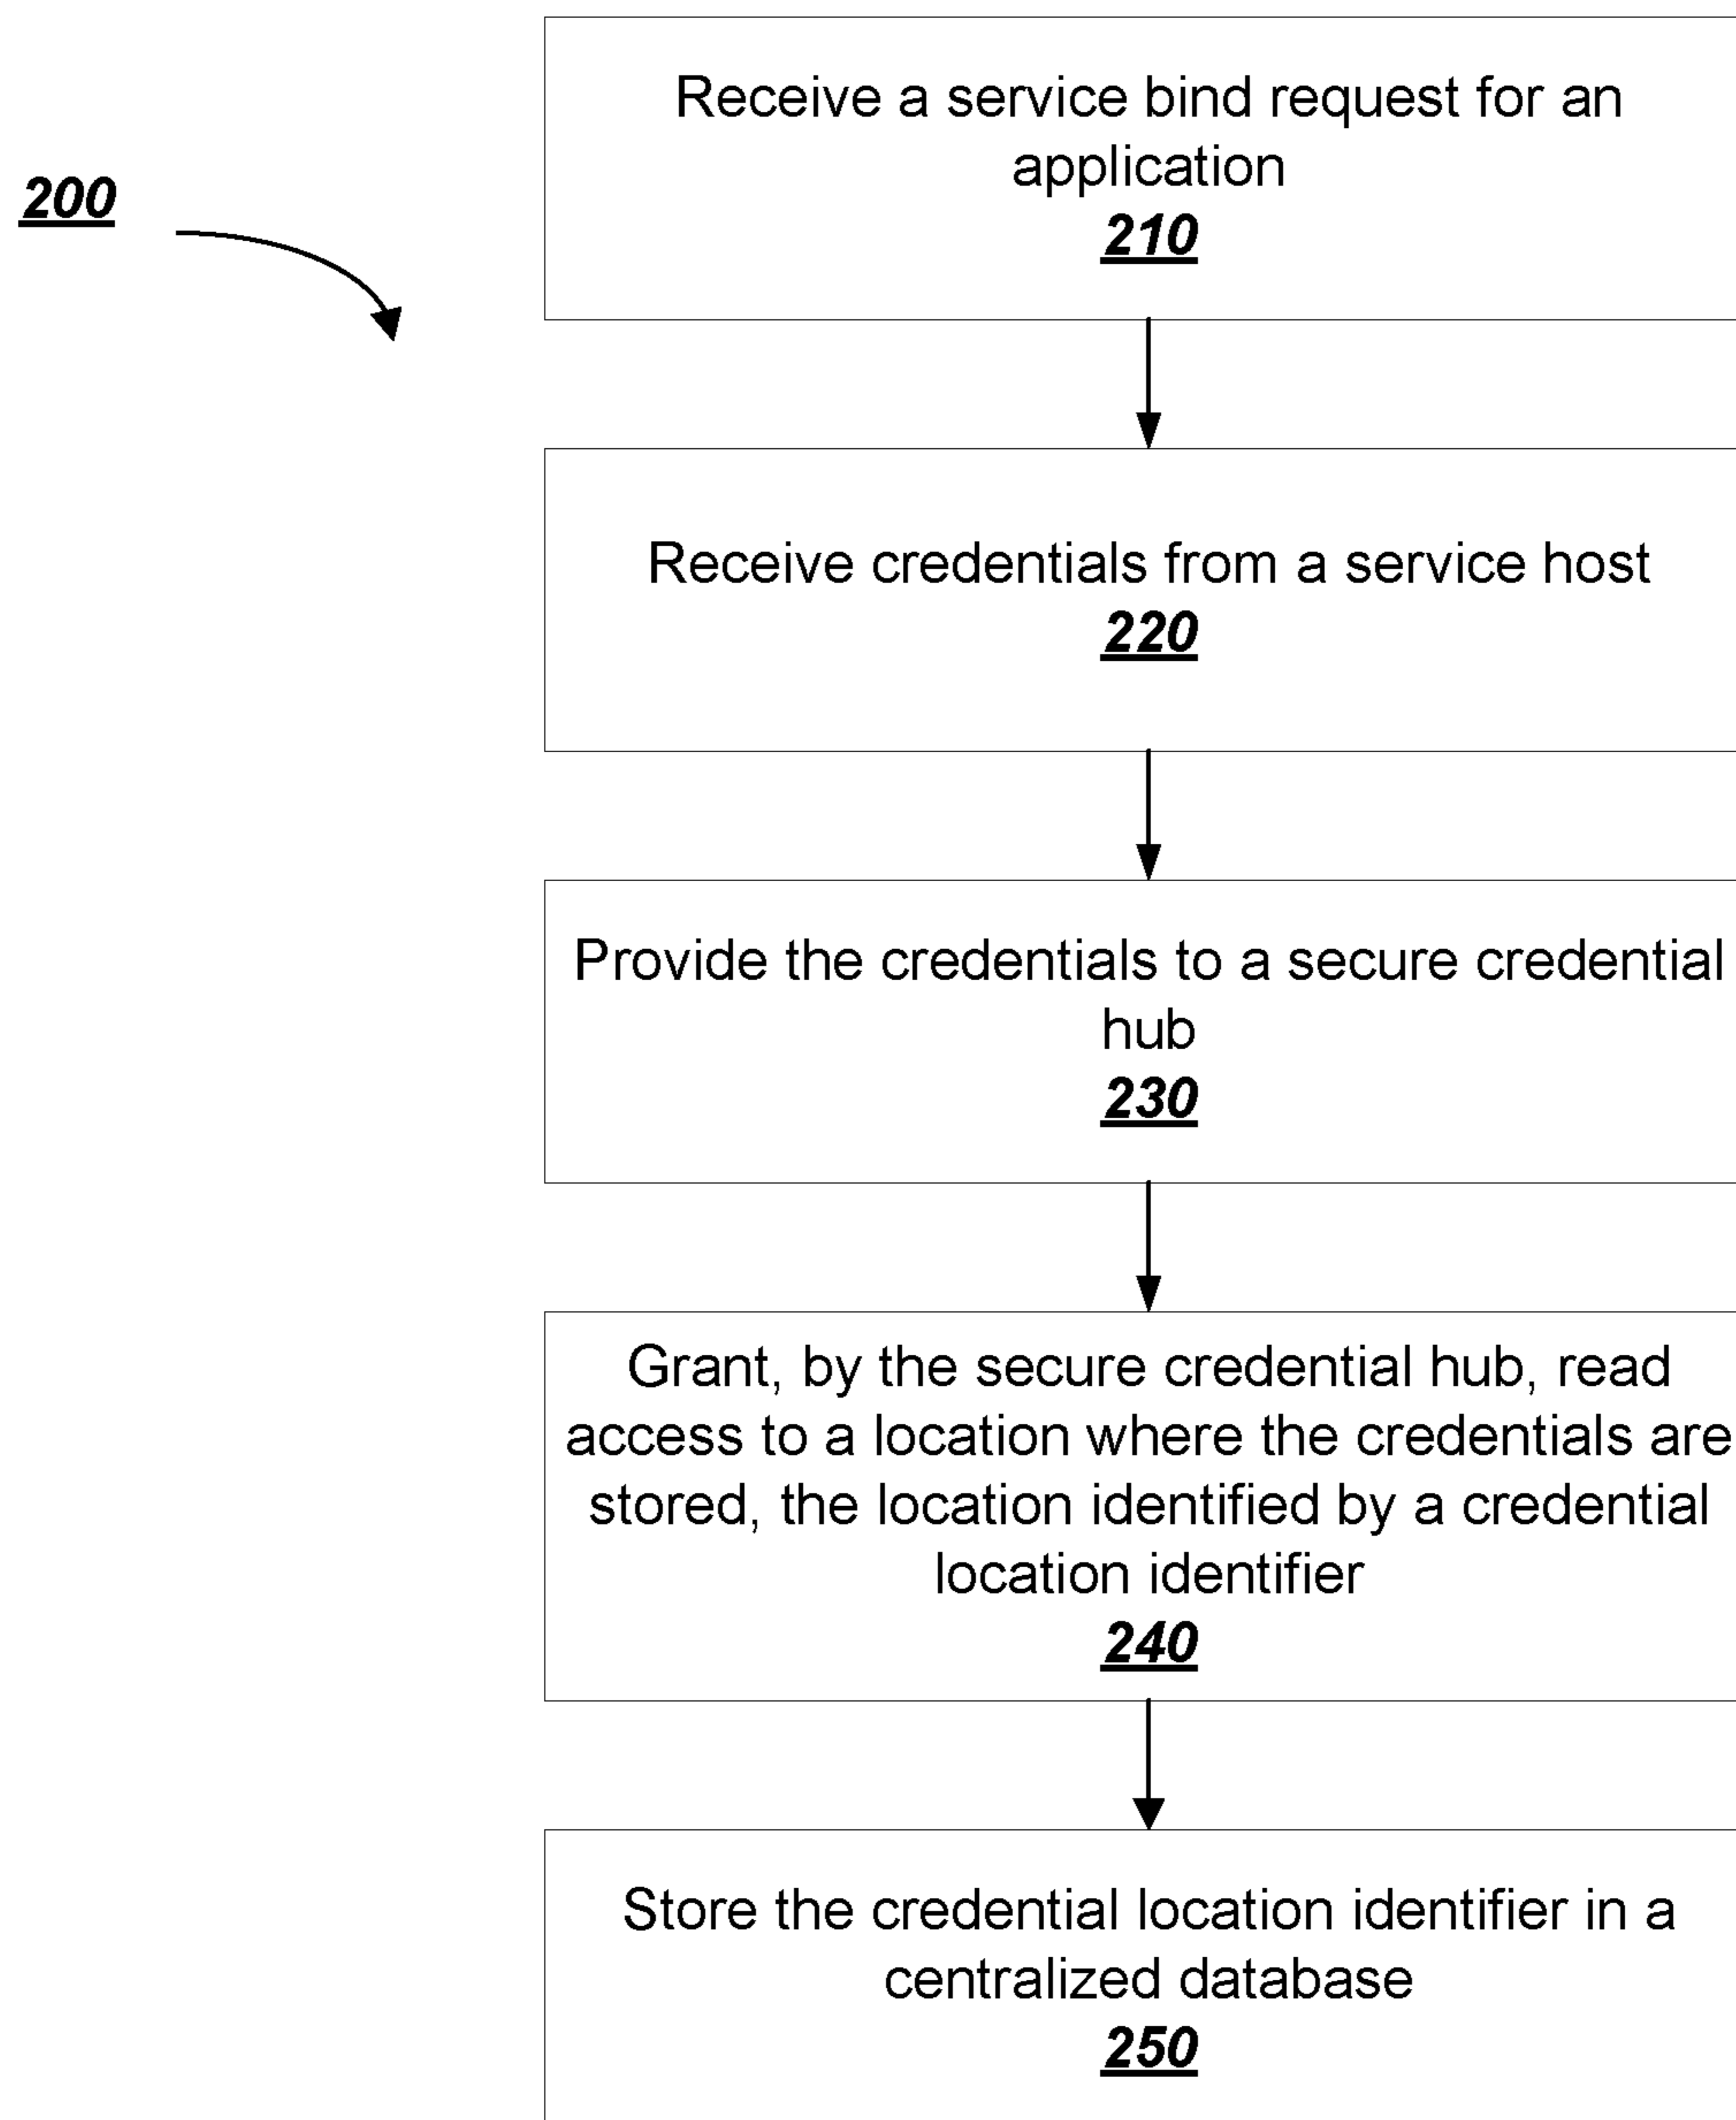 200
Receive a service bind request for an
application
210
Receive credentials from a service host
220
Provide the credentials to a secure credential
hub
230
Grant, by the secure credential hub, read
access to a location where the credentials are
stored, the location identified by a credential
location identifier
240
Store the credential location identifier in a
centralized database
250